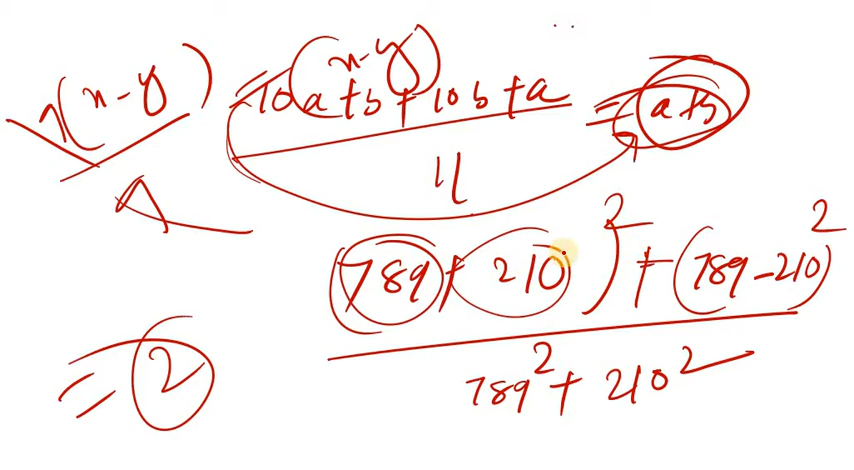 (x-y)
(x-y) = 10a+b+10b+a = a+b
11
(789+210)² + (789-210)²
789² + 210²
= 2